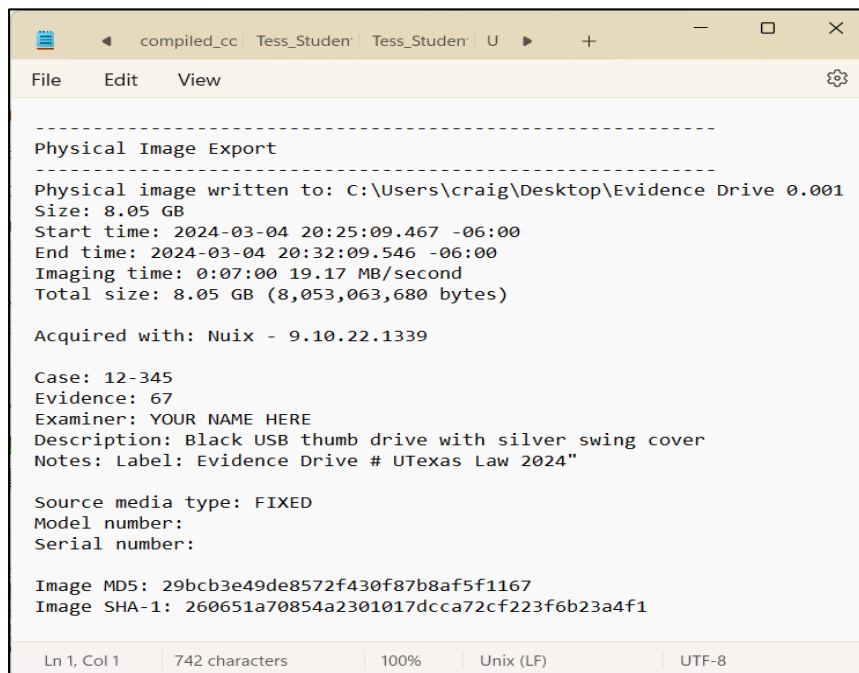 compiled_cc Tess_Student Tess_Student U +
File Edit View
-----------------------------------------------------------
Physical Image Export
-----------------------------------------------------------
Physical image written to: C:\Users\craig\Desktop\Evidence Drive 0.001
Size: 8.05 GB
Start time: 2024-03-04 20:25:09.467 -06:00
End time: 2024-03-04 20:32:09.546 -06:00
Imaging time: 0:07:00 19.17 MB/second
Total size: 8.05 GB (8,053,063,680 bytes)
Acquired with: Nuix - 9.10.22.1339
Case: 12-345
Evidence: 67
Examiner: YOUR NAME HERE
Description: Black USB thumb drive with silver swing cover
Notes: Label: Evidence Drive # UTexas Law 2024"
Source media type: FIXED
Model number:
Serial number:
Image MD5: 29bcb3e49de8572f430f87b8af5f1167
Image SHA-1: 260651a70854a2301017dcca72cf223f6b23a4f1
Ln 1, Col 1 742 characters 100% Unix (LF) UTF-8